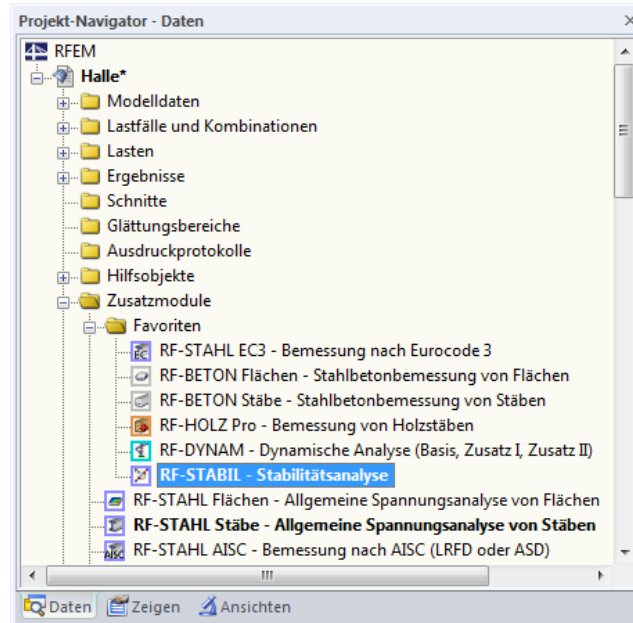 Projekt-Navigator - Daten
RFEM
Halle*
Modelldaten
Lastfälle und Kombinationen
Lasten
Ergebnisse
Schnitte
Glättungsbereiche
Ausdruckprotokolle
Hilfsobjekte
Zusatzmodule
Favoriten
EC RF-STAHL EC3 - Bemessung nach Eurocode 3
RF-BETON Flächen - Stahlbetonbemessung von Flächen
RF-BETON Stäbe - Stahlbetonbemessung von Stäben
RF-HOLZ Pro - Bemessung von Holzstäben
RF-DYNAM - Dynamische Analyse (Basis, Zusatz I, Zusatz II)
RF-STABIL - Stabilitätsanalyse
RF-STAHL Flächen - Allgemeine Spannungsanalyse von Flächen
RF-STAHL Stäbe - Allgemeine Spannungsanalyse von Stäben
AISC RF-STAHL AISC - Bemessung nach AISC (LRFD oder ASD)
Daten Zeigen Ansichten